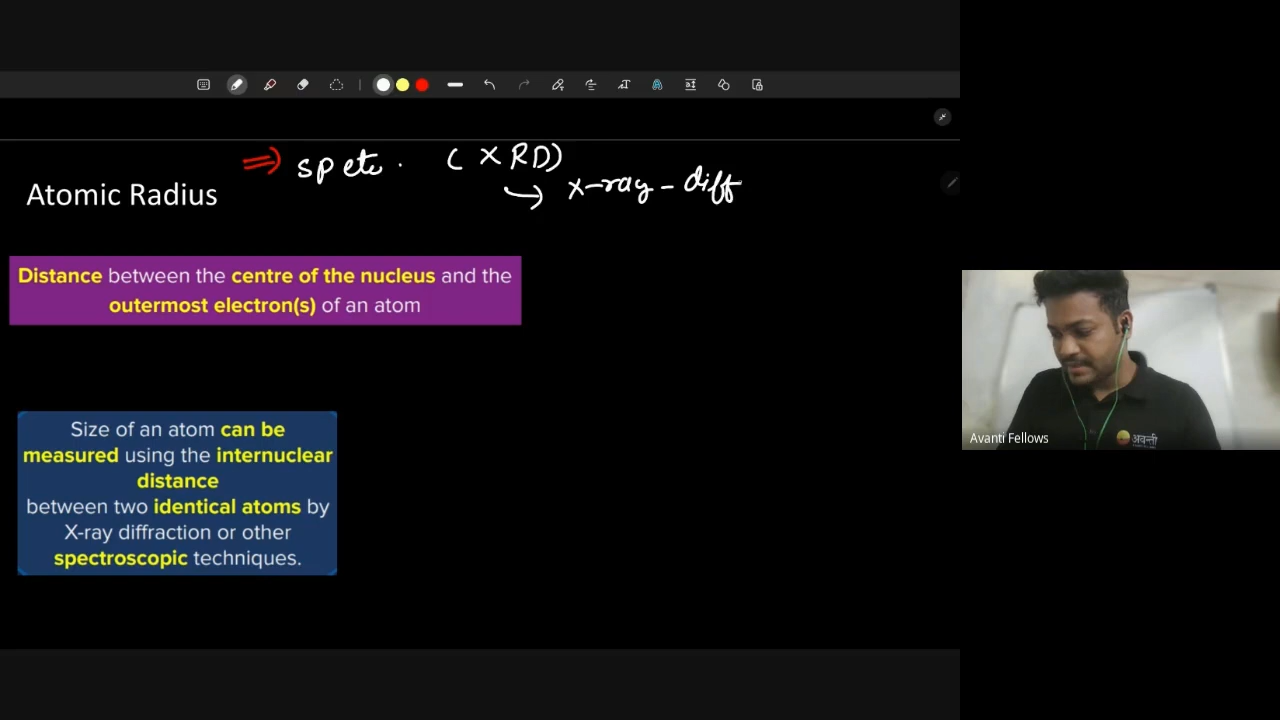 ⇒ spetc. (XRD)
↳ x-ray-diff
Atomic Radius
Distance between the centre of the nucleus and the
outermost electron(s) of an atom
Size of an atom can be
measured using the internuclear
distance
between two identical atoms by
X-ray diffraction or other
spectroscopic techniques.
Avanti Fellows
अवन्ती